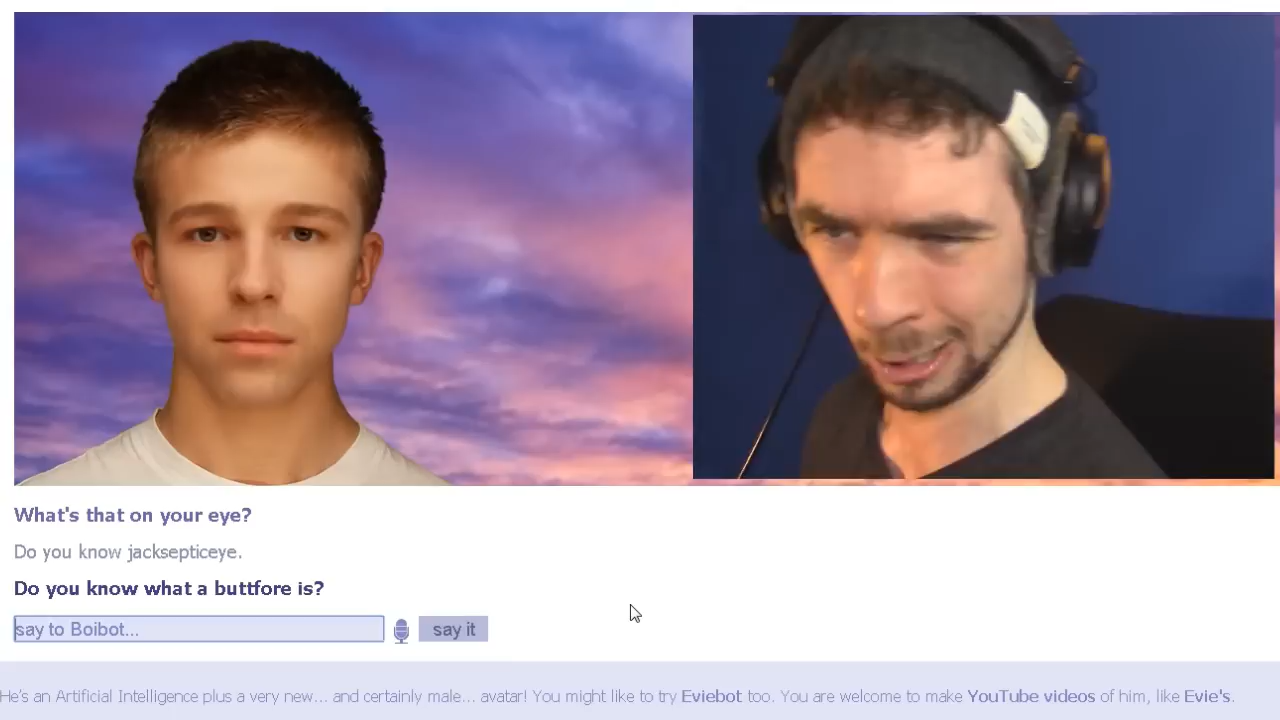 What's that on your eye?
Do you know jacksepticeye.
Do you know what a buttfore is?
say to Boibot... say it
He's an Artificial Intelligence plus a very new... and certainly male... avatar! You might like to try Eviebot too. You are welcome to make YouTube videos of him, like Evie's.